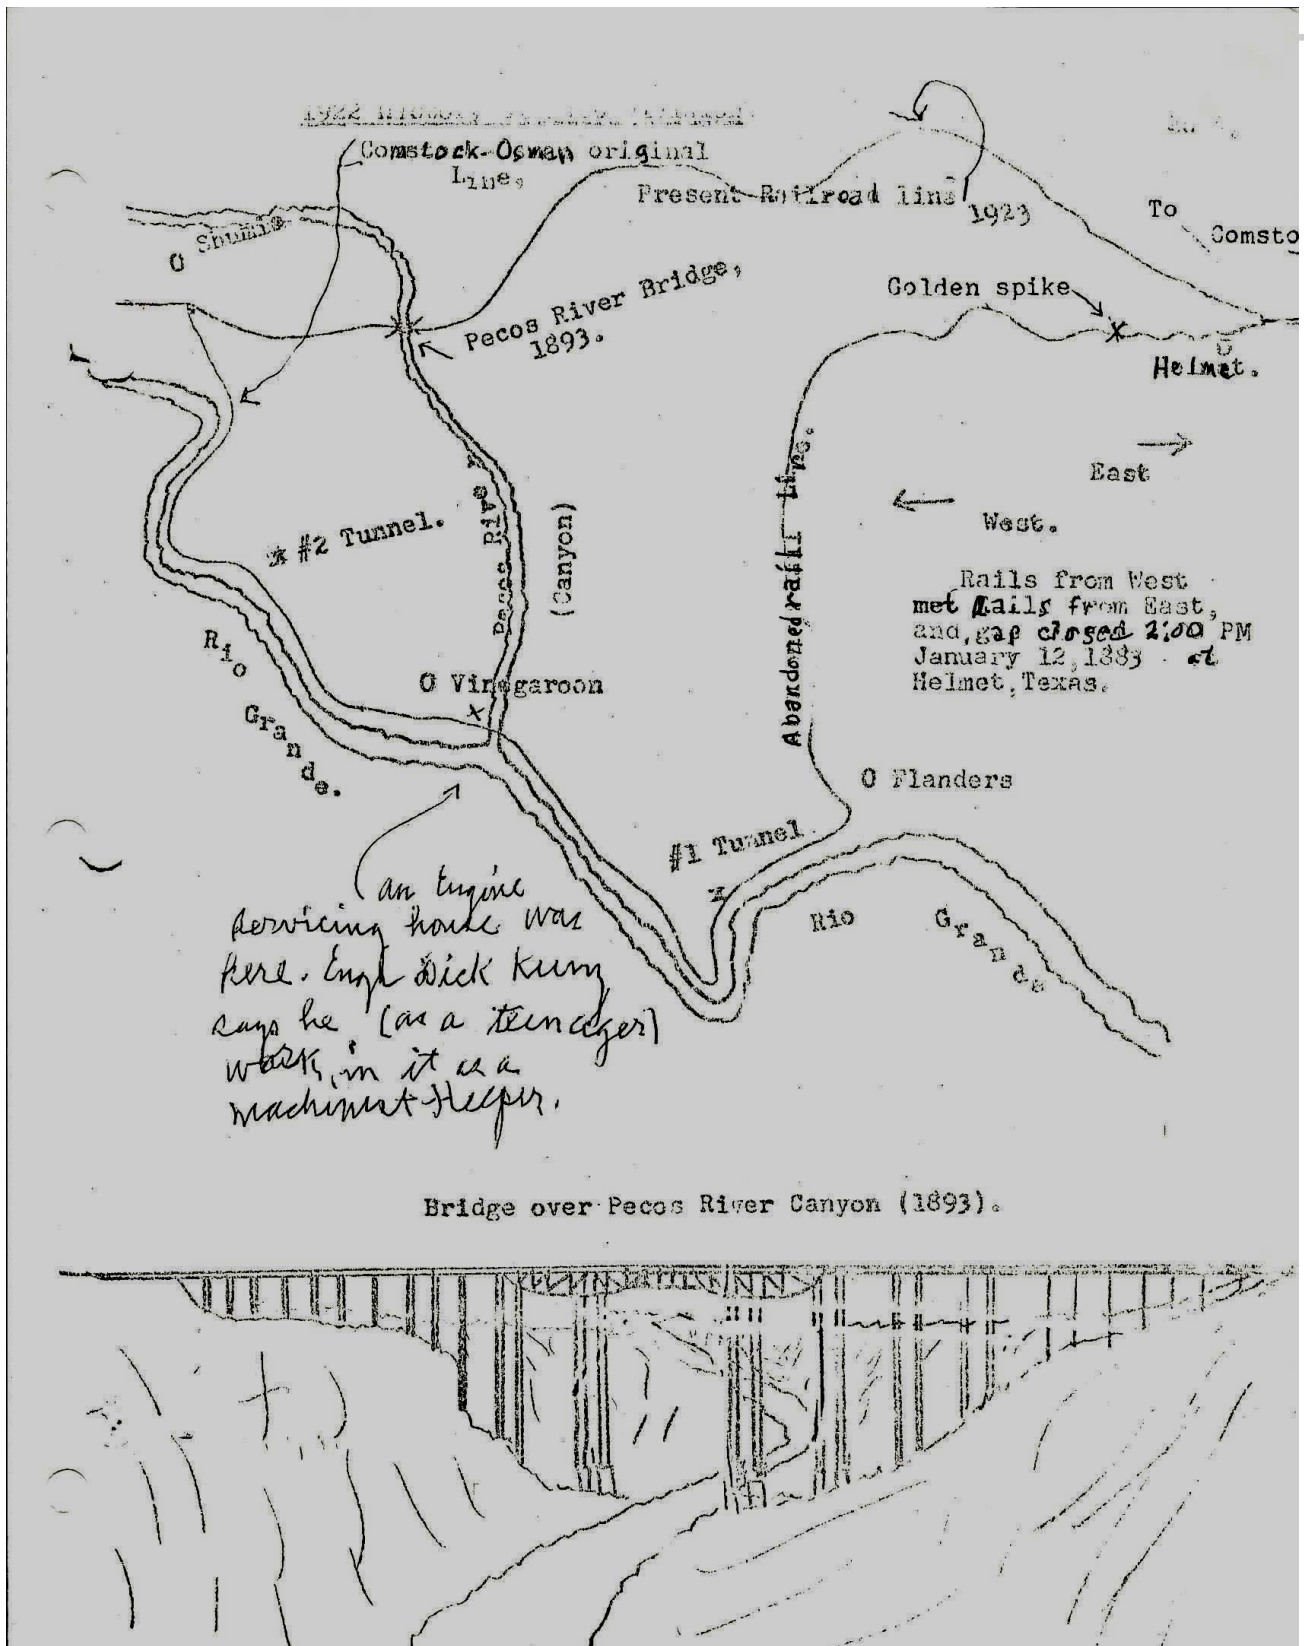 1922
Comstock-Osman original
Line.
Present Railroad line
1923
To
Comsto
O Shumla
Golden spike
X
Pecos River Bridge,
1893.
Helmet.
East
West.
#2 Tunnel.
Pecos River
(Canyon)
Abandoned rail Line.
Rails from West
met Rails from East,
and, gap closed 2:00 PM
January 12,1883 at
Helmet,Texas.
Rio
Grande.
O Vinegaroon
X
O Flanders
#1 Tunnel
x
Rio
Grande
an Engine
servicing house was
here. Engr Dick Kunz
says he (as a teenager)
work, in it as a
machinist Helper.
Bridge over Pecos River Canyon (1893).